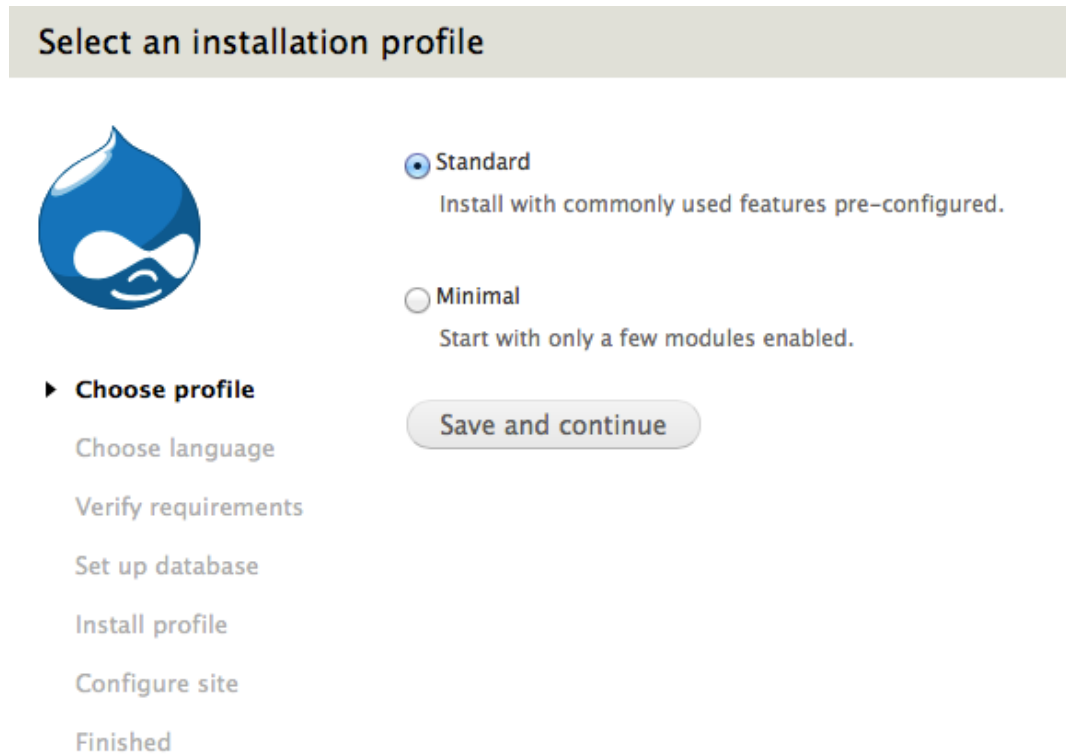 Select an installation profile
Standard
Install with commonly used features pre-configured.
Minimal
Start with only a few modules enabled.
Save and continue
Choose profile
Choose language
Verify requirements
Set up database
Install profile
Configure site
Finished